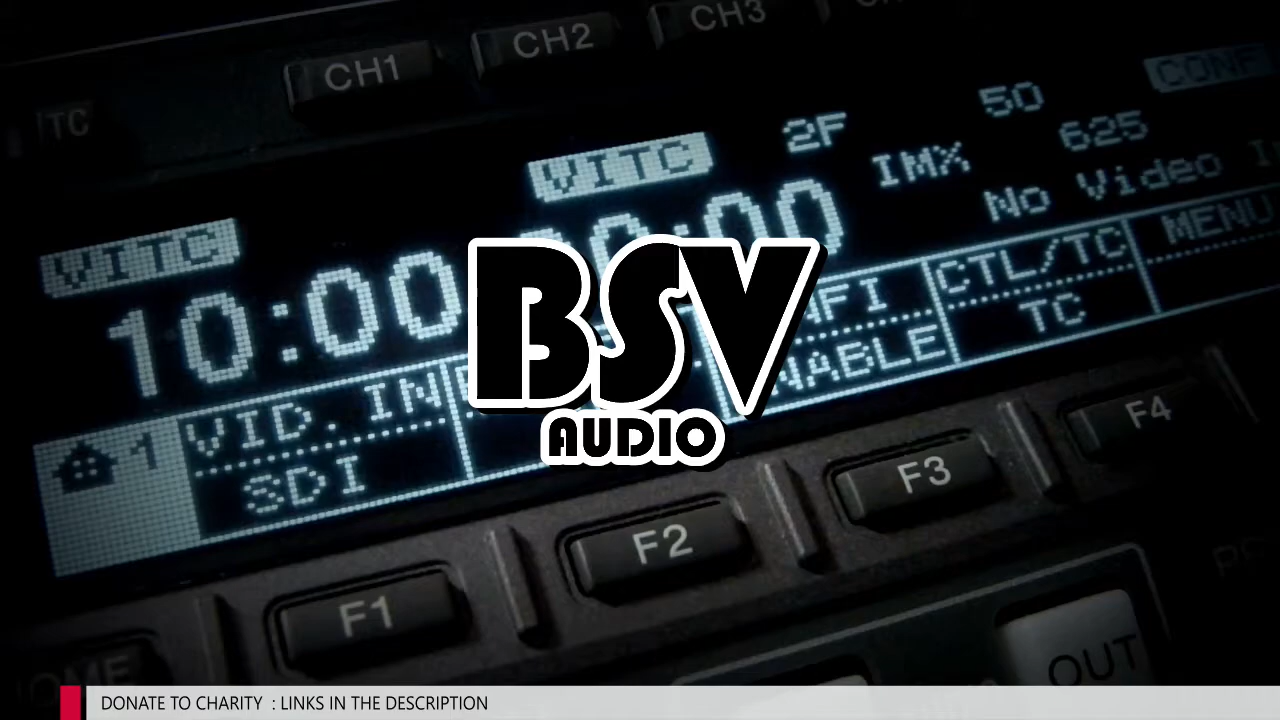 CH1 CH2 CH3
/TC
CONF
50
2F
625
VITC
IMX
No Video
VITC
10:00
00:00
BSV
AUDIO
CTL/TC
MENU
TC
VID. IN
SDI
1
F1 F2 F3 F4
OUT
DONATE TO CHARITY : LINKS IN THE DESCRIPTION